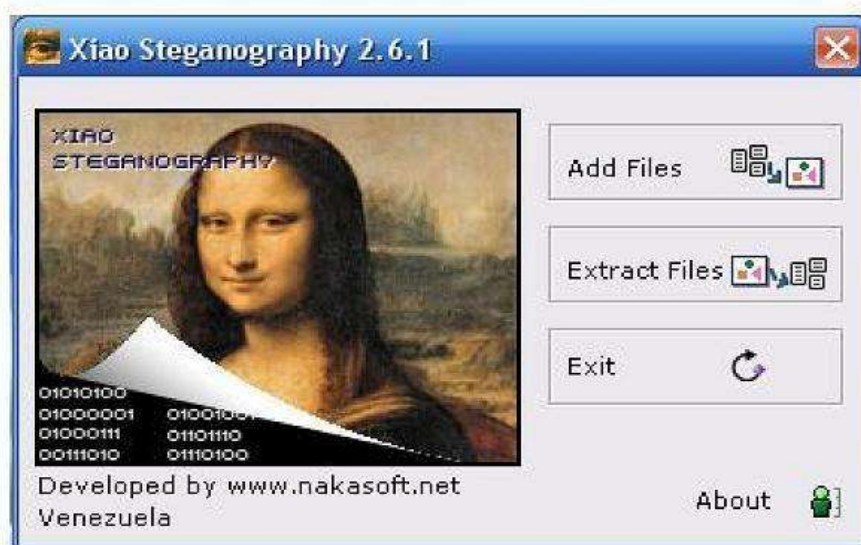 Xiao Steganography 2.6.1
XIAO
STEGANOGRAPHY
Add Files
Extract Files
Exit
01010100
01000001
01000111
01101110
00111010
01110100
Developed by www.nakasoft.net
Venezuela
About